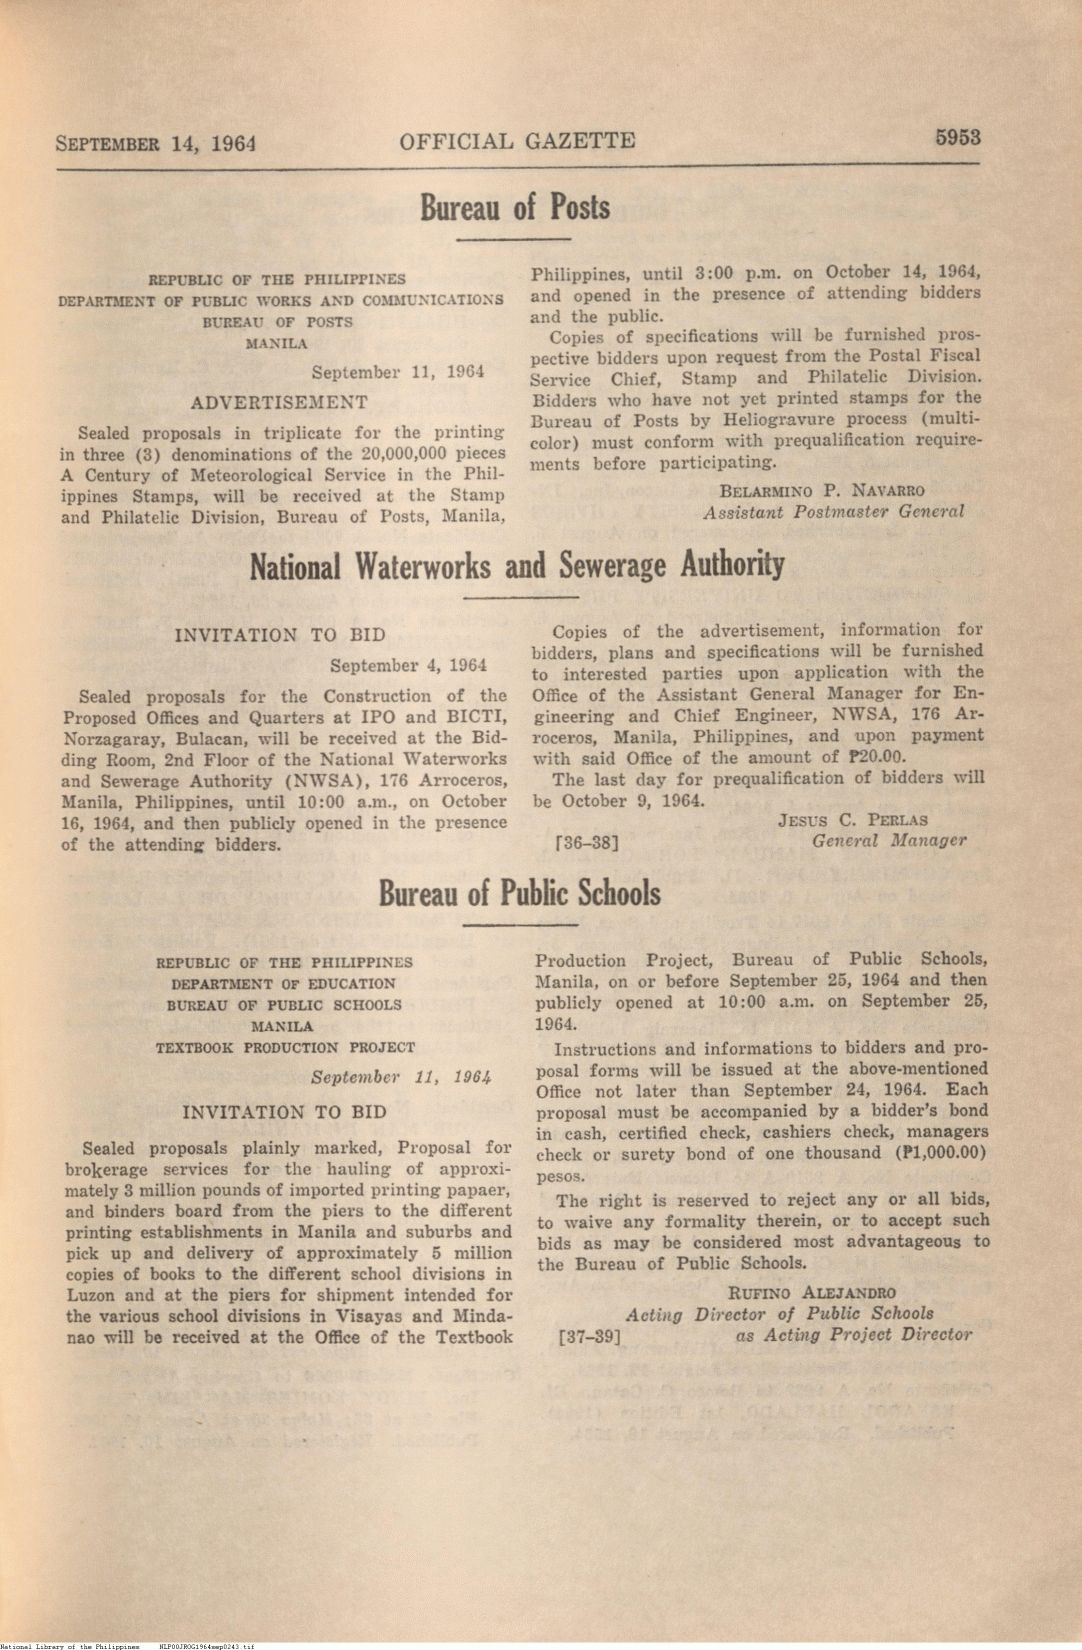 SEPTEMBER 14, 1964 OFFICIAL GAZETTE 5953
Bureau of Posts
REPUBLIC OF THE PHILIPPINES
DEPARTMENT OF PUBLIC WORKS AND COMMUNICATIONS
BUREAU OF POSTS
MANILA
September 11, 1964
ADVERTISEMENT
Sealed proposals in triplicate for the printing
in three (3) denominations of the 20,000,000 pieces
A Century of Meteorological Service in the Phil-
ippines Stamps, will be received at the Stamp
and Philatelic Division, Bureau of Posts, Manila,
Philippines, until 3:00 p.m. on October 14, 1964,
and opened in the presence of attending bidders
and the public.
Copies of specifications will be furnished pros-
pective bidders upon request from the Postal Fiscal
Service Chief, Stamp and Philatelic Division.
Bidders who have not yet printed stamps for the
Bureau of Posts by Heliogravure process (multi-
color) must conform with prequalification require-
ments before participating.
BELARMINO P. NAVARRO
Assistant Postmaster General
National Waterworks and Sewerage Authority
INVITATION TO BID
September 4, 1964
Sealed proposals for the Construction of the
Proposed Offices and Quarters at IPO and BICTI,
Norzagaray, Bulacan, will be received at the Bid-
ding Room, 2nd Floor of the National Waterworks
and Sewerage Authority (NWSA), 176 Arroceros,
Manila, Philippines, until 10:00 a.m., on October
16, 1964, and then publicly opened in the presence
of the attending bidders.
Copies of the advertisement, information for
bidders, plans and specifications will be furnished
to interested parties upon application with the
Office of the Assistant General Manager for En-
gineering and Chief Engineer, NWSA, 176 Ar-
roceros, Manila, Philippines, and upon payment
with said Office of the amount of ₱20.00.
The last day for prequalification of bidders will
be October 9, 1964.
JESUS C. PERLAS
[36–38] General Manager
Bureau of Public Schools
REPUBLIC OF THE PHILIPPINES
DEPARTMENT OF EDUCATION
BUREAU OF PUBLIC SCHOOLS
MANILA
TEXTBOOK PRODUCTION PROJECT
September 11, 1964
INVITATION TO BID
Sealed proposals plainly marked, Proposal for
brokerage services for the hauling of approxi-
mately 3 million pounds of imported printing papaer,
and binders board from the piers to the different
printing establishments in Manila and suburbs and
pick up and delivery of approximately 5 million
copies of books to the different school divisions in
Luzon and at the piers for shipment intended for
the various school divisions in Visayas and Minda-
nao will be received at the Office of the Textbook
Production Project, Bureau of Public Schools,
Manila, on or before September 25, 1964 and then
publicly opened at 10:00 a.m. on September 25,
1964.
Instructions and informations to bidders and pro-
posal forms will be issued at the above-mentioned
Office not later than September 24, 1964. Each
proposal must be accompanied by a bidder's bond
in cash, certified check, cashiers check, managers
check or surety bond of one thousand (₱1,000.00)
pesos.
The right is reserved to reject any or all bids,
to waive any formality therein, or to accept such
bids as may be considered most advantageous to
the Bureau of Public Schools.
RUFINO ALEJANDRO
Acting Director of Public Schools
[37–39] as Acting Project Director
National Library of the Philippines NLP00JROG1964sep0243.tif